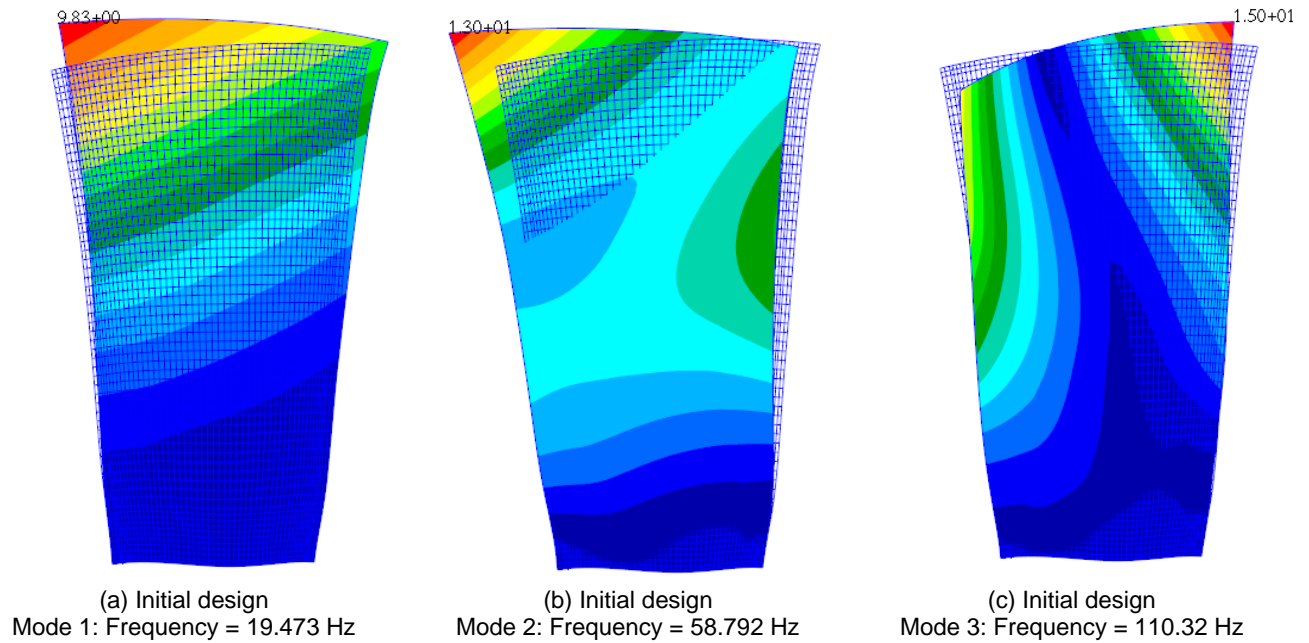 9.83+00
1.30+01
1.50+01
(a) Initial design
Mode 1: Frequency = 19.473 Hz
(b) Initial design
Mode 2: Frequency = 58.792 Hz
(c) Initial design
Mode 3: Frequency = 110.32 Hz